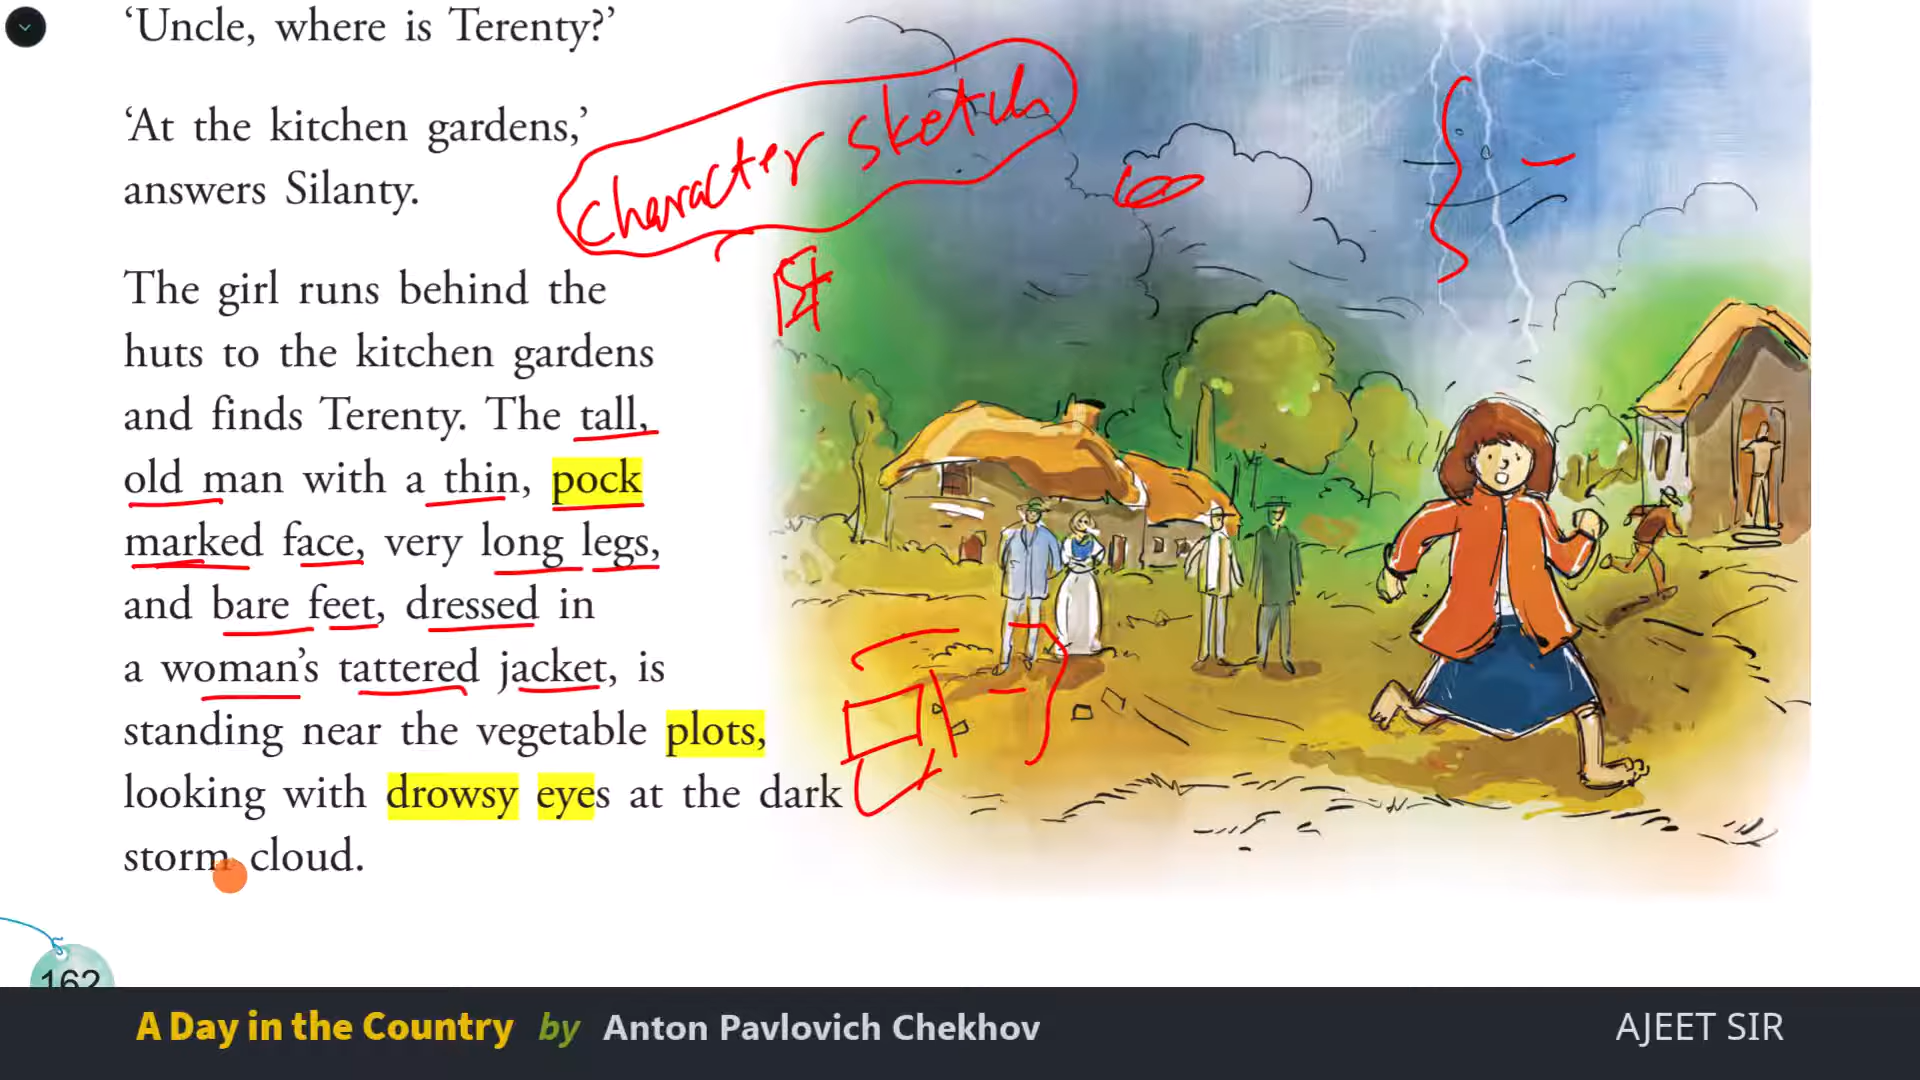 ‘Uncle, where is Terenty?’
‘At the kitchen gardens,’
answers Silanty.
character sketch
The girl runs behind the
huts to the kitchen gardens
and finds Terenty. The tall,
old man with a thin, pock
marked face, very long legs,
and bare feet, dressed in
a woman’s tattered jacket, is
standing near the vegetable plots,
looking with drowsy eyes at the dark
storm cloud.
162
A Day in the Country by Anton Pavlovich Chekhov
AJEET SIR